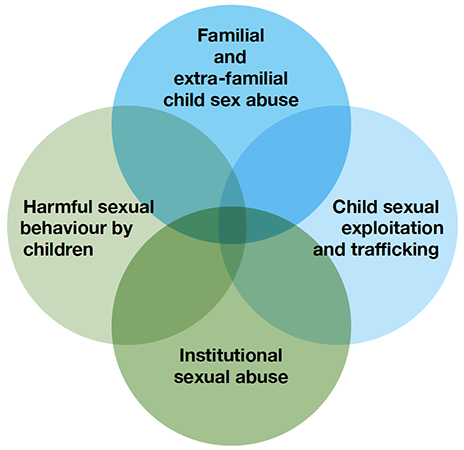 Familial
and
extra-familial
child sex abuse
Harmful sexual
behaviour by
children
Child sexual
exploitation
and trafficking
Institutional
sexual abuse